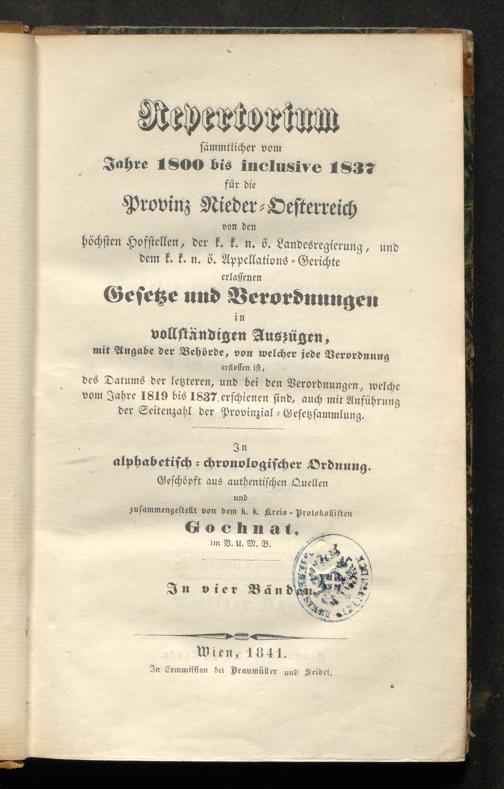 Repertorium
sämmtlicher vom
Jahre 1800 bis inclusive 1837
für die
Provinz Nieder-Oesterreich
von den
höchsten Hofstellen, der k. k. n. ö. Landesregierung, und
dem k. k. n. ö. Appellations-Gerichte
erlassenen
Gesetze und Verordnungen
in
vollständigen Auszügen,
mit Angabe der Behörde, von welcher jede Verordnung
erflossen ist,
des Datums der letzteren, und bei den Verordnungen, welche
vom Jahre 1819 bis 1837 erschienen sind, auch mit Anführung
der Seitenzahl der Provinzial-Gesetzsammlung.
In
alphabetisch-chronologischer Ordnung.
Geschöpft aus authentischen Quellen
und
zusammengestellt von dem k. k. Kreis-Protokollisten
Gochnat,
im V. U. M. B.
In vier Bänden.
Wien, 1841.
In Commission bei Braumüller und Seidel.